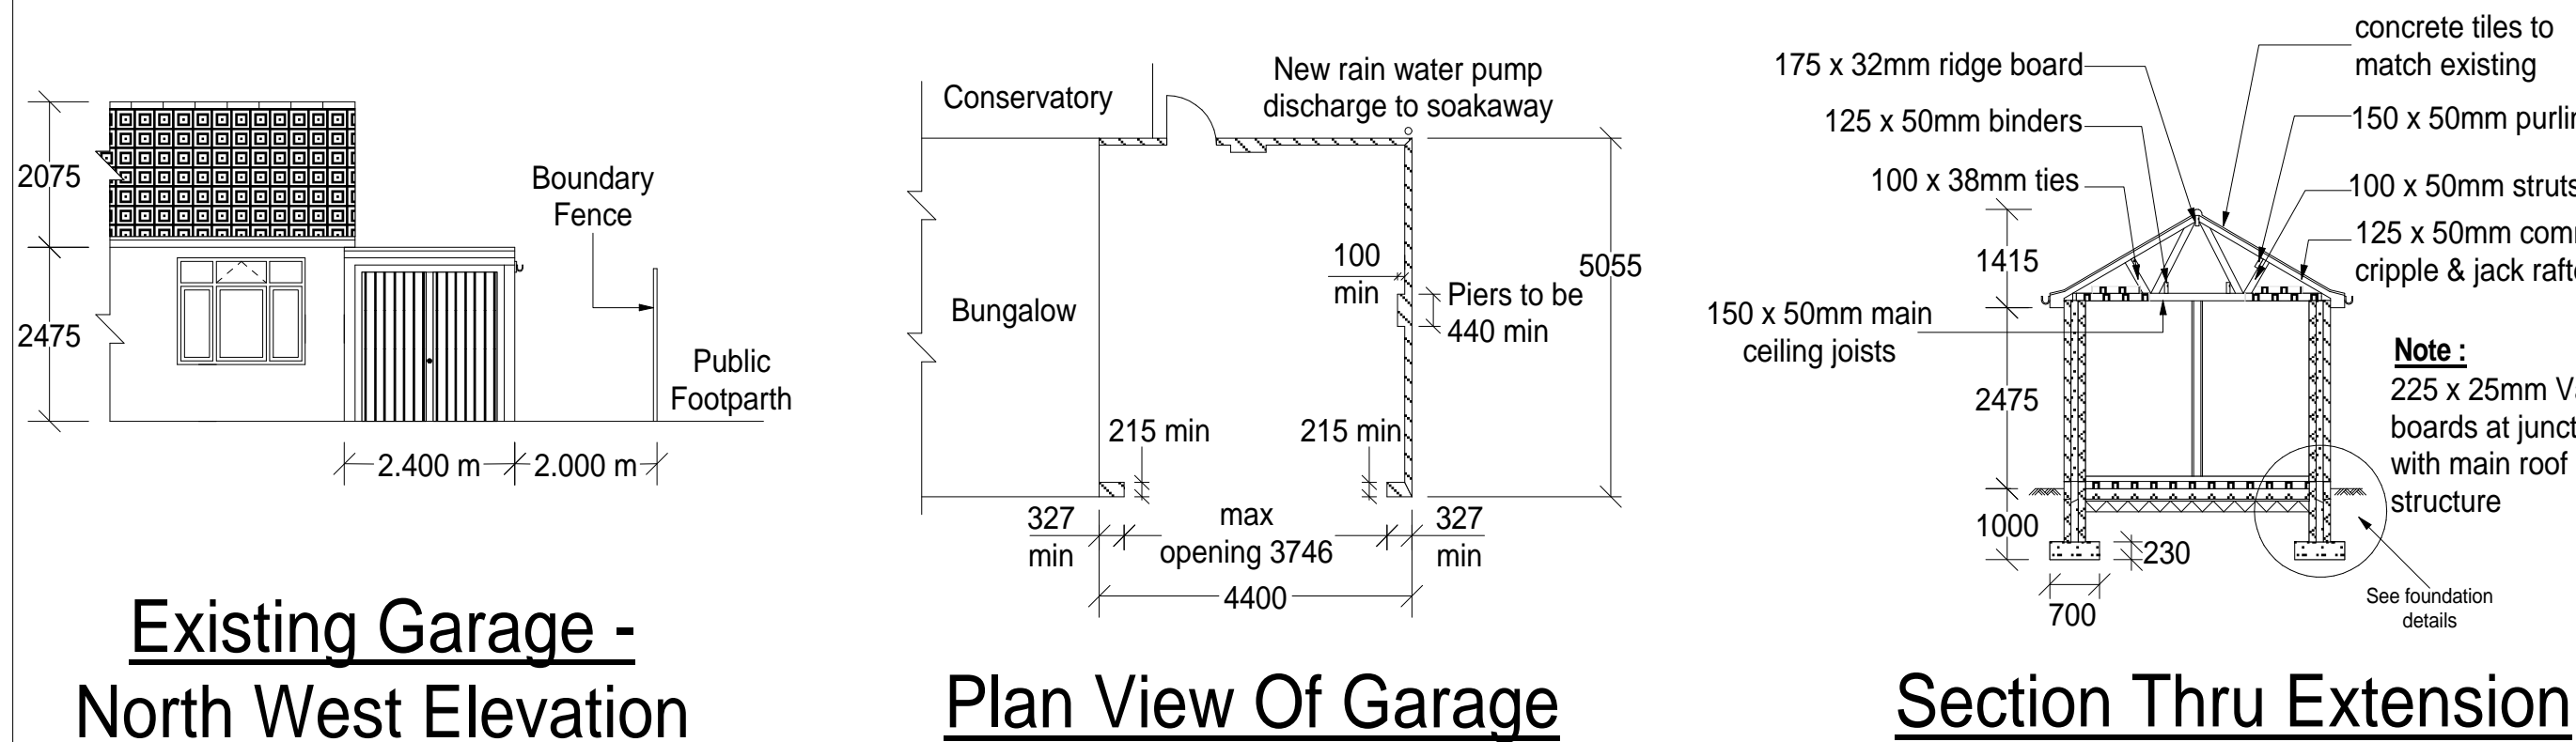 2075
2475
Boundary
Fence
Public
Footparth
2.400 m
2.000 m
Existing Garage -
North West Elevation
Conservatory
New rain water pump
discharge to soakaway
Bungalow
100
min
Piers to be
440 min
5055
215 min
215 min
327
min
max
opening 3746
327
min
4400
Plan View Of Garage
concrete tiles to
match existing
175 x 32mm ridge board
125 x 50mm binders
150 x 50mm purlin
100 x 38mm ties
100 x 50mm struts
125 x 50mm com
cripple & jack raft
1415
150 x 50mm main
ceiling joists
Note :
225 x 25mm Va
boards at junct
with main roof
structure
2475
1000
230
700
See foundation
details
Section Thru Extension